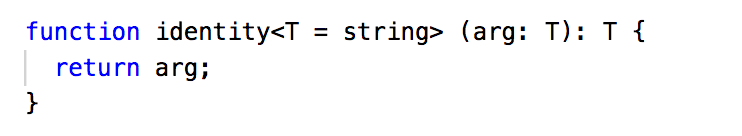 function identity<T = string> (arg: T): T {
  return arg;
}